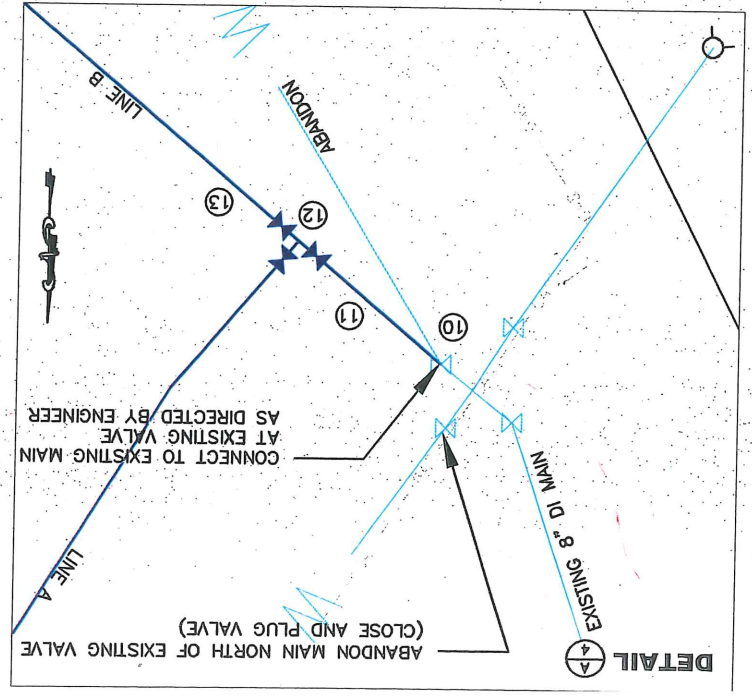 DETAIL
A
4
EXISTING 8" DI MAIN
ABANDON MAIN NORTH OF EXISTING VALVE
(CLOSE AND PLUG VALVE)
LINE A
CONNECT TO EXISTING MAIN
AT EXISTING VALVE
AS DIRECTED BY ENGINEER
10
11
12
13
ABANDON
LINE B